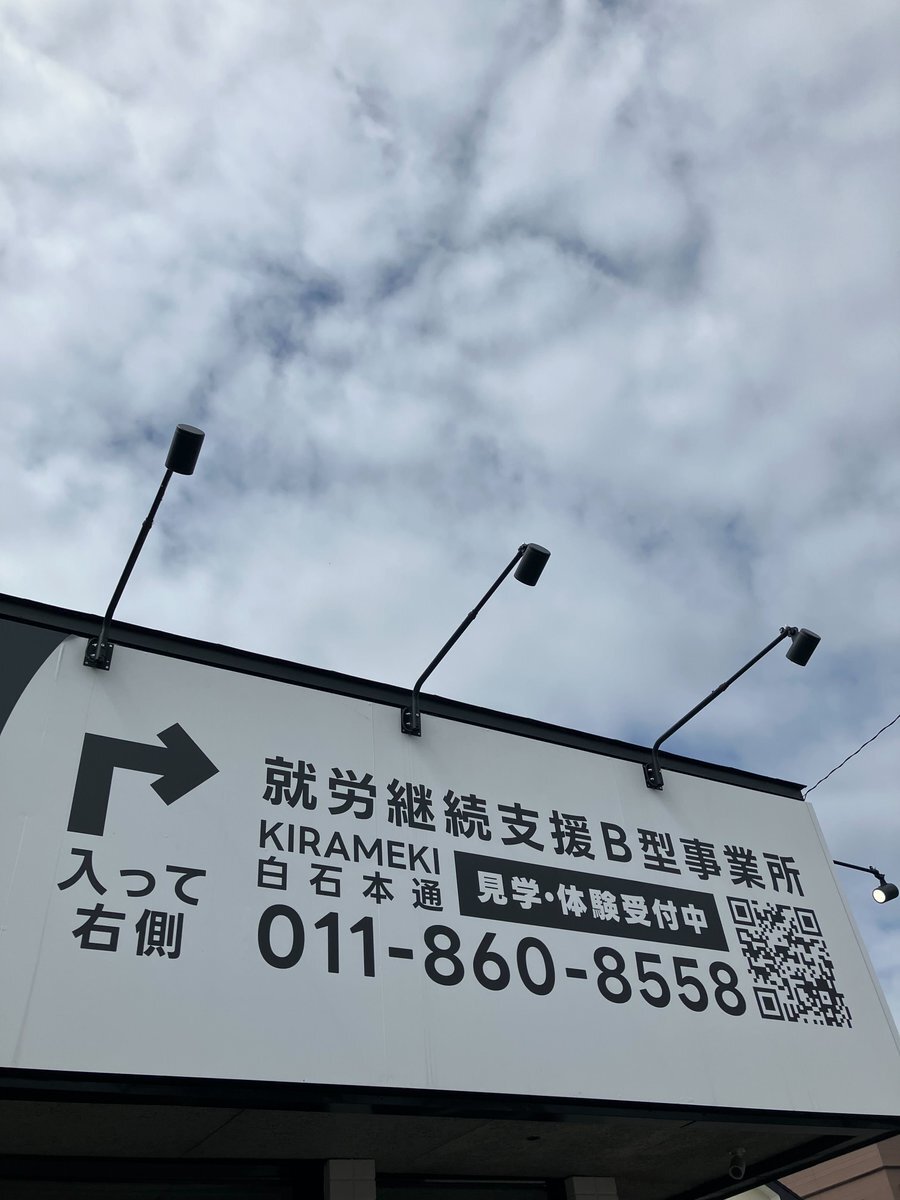 入って
右側
就労継続支援B型事業所
KIRAMEKI
白石本通
見学・体験受付中
011-860-8558